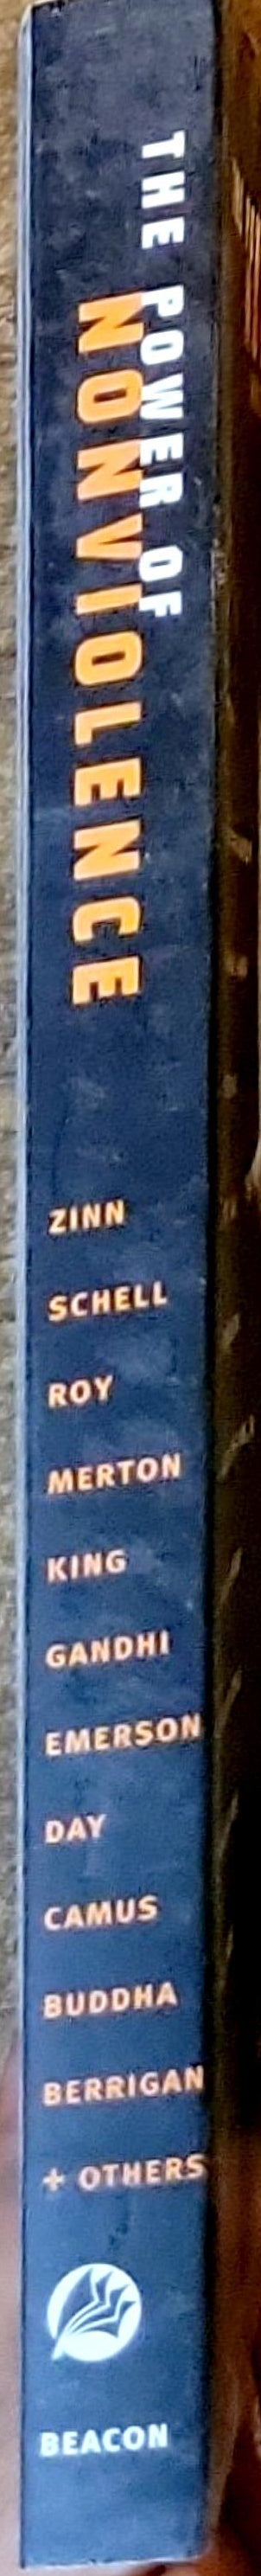 THE POWER OF
NONVIOLENCE
ZINN
SCHELL
ROY
MERTON
KING
GANDHI
EMERSON
DAY
CAMUS
BUDDHA
BERRIGAN
+ OTHERS
BEACON